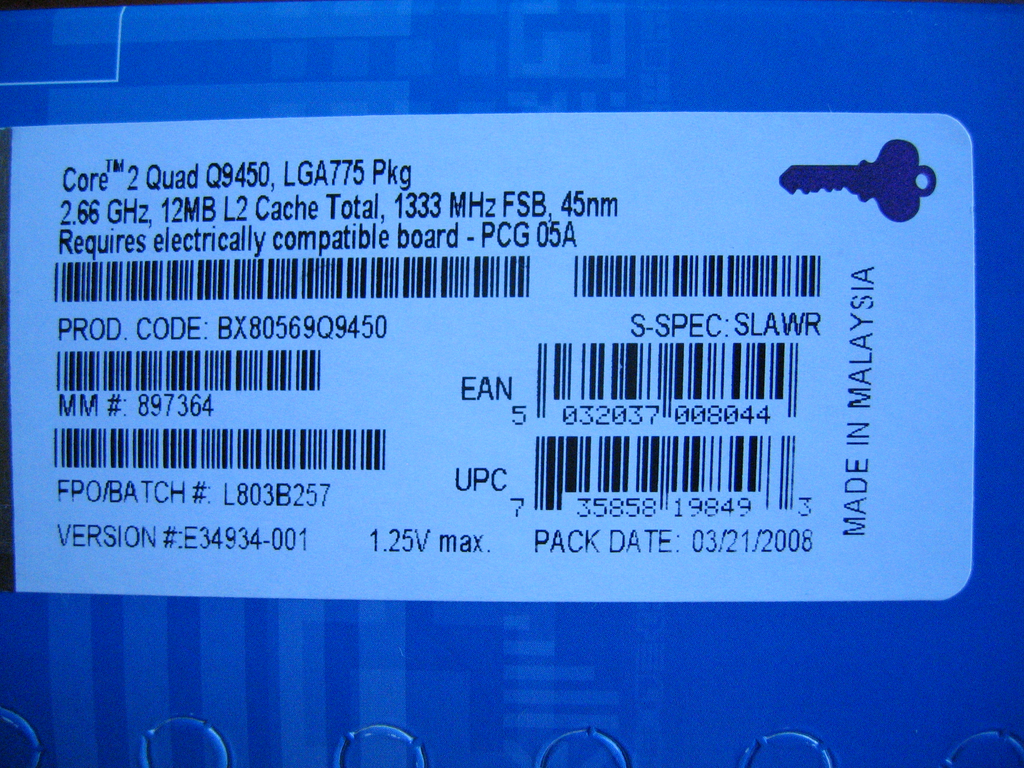 Core™ 2 Quad Q9450, LGA775 Pkg
2.66 GHz, 12MB L2 Cache Total, 1333 MHz FSB, 45nm
Requires electrically compatible board - PCG 05A
PROD. CODE: BX80569Q9450
S-SPEC: SLAWR
MM #: 897364
EAN
5 032037 008044
FPO/BATCH #: L803B257
UPC
7 35858 19849 3
VERSION #:E34934-001
1.25V max.
PACK DATE: 03/21/2008
MADE IN MALAYSIA